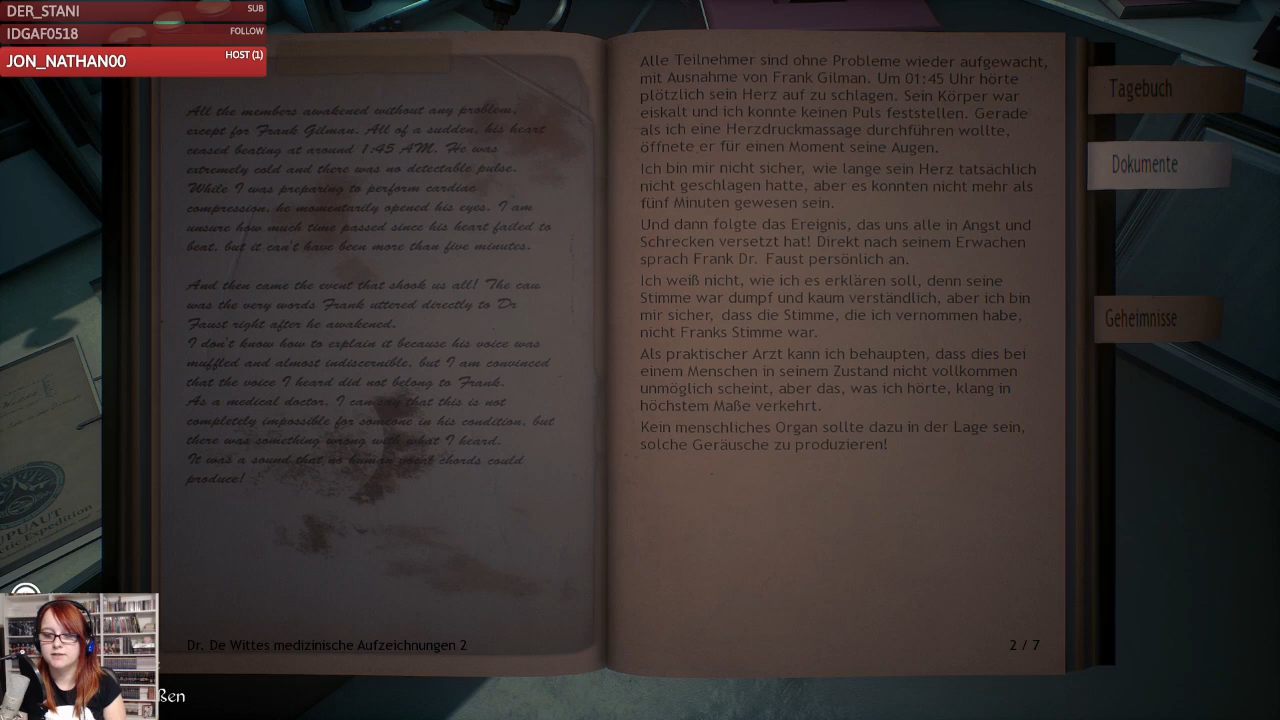 DER_STANI
SUB
IDGAF0518
FOLLOW
JON_NATHAN00
HOST (1)
All the members awakened without any problem,
except for Frank Gilman. All of a sudden, his heart
ceased beating at around 1:45 AM. He was
extremely cold and there was no detectable pulse.
While I was preparing to perform cardiac
compression, he momentarily opened his eyes. I am
unsure how much time passed since his heart failed to
beat, but it can't have been more than five minutes.
And then came the event that shook us all! The cau
was the very words Frank uttered directly to Dr
Faust right after he awakened.
I don't know how to explain it because his voice was
muffled and almost indiscernible, but I am convinced
that the voice I heard did not belong to Frank.
As a medical doctor, I can say that this is not
completely impossible for someone in his condition, but
there was something wrong with what I heard.
It was a sound that no human vocal chords could
produce!
Dr. De Wittes medizinische Aufzeichnungen 2
Alle Teilnehmer sind ohne Probleme wieder aufgewacht,
mit Ausnahme von Frank Gilman. Um 01:45 Uhr hörte
plötzlich sein Herz auf zu schlagen. Sein Körper war
eiskalt und ich konnte keinen Puls feststellen. Gerade
als ich eine Herzdruckmassage durchführen wollte,
öffnete er für einen Moment seine Augen.
Ich bin mir nicht sicher, wie lange sein Herz tatsächlich
nicht geschlagen hatte, aber es konnten nicht mehr als
fünf Minuten gewesen sein.
Und dann folgte das Ereignis, das uns alle in Angst und
Schrecken versetzt hat! Direkt nach seinem Erwachen
sprach Frank Dr. Faust persönlich an.
Ich weiß nicht, wie ich es erklären soll, denn seine
Stimme war dumpf und kaum verständlich, aber ich bin
mir sicher, dass die Stimme, die ich vernommen habe,
nicht Franks Stimme war.
Als praktischer Arzt kann ich behaupten, dass dies bei
einem Menschen in seinem Zustand nicht vollkommen
unmöglich scheint, aber das, was ich hörte, klang in
höchstem Maße verkehrt.
Kein menschliches Organ sollte dazu in der Lage sein,
solche Geräusche zu produzieren!
2 / 7
Tagebuch
Dokumente
Geheimnisse
UPUAUT
tic Expedition
ßen